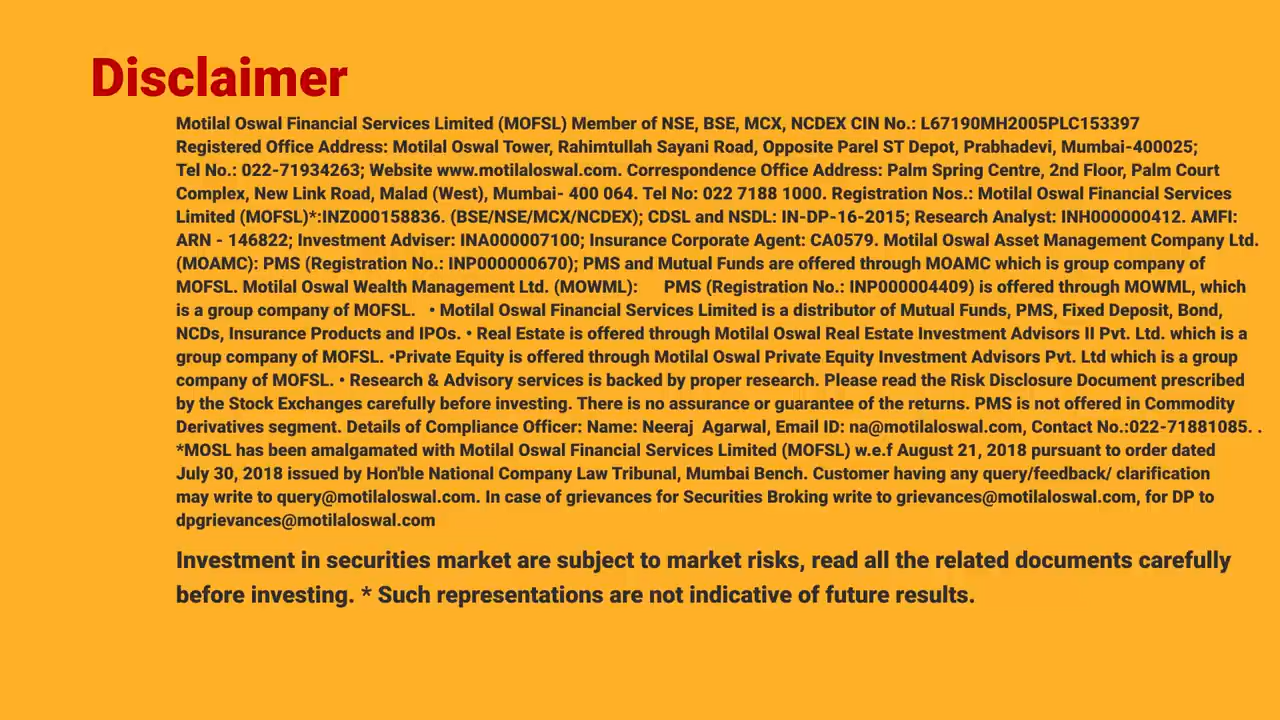 Disclaimer
Motilal Oswal Financial Services Limited (MOFSL) Member of NSE, BSE, MCX, NCDEX CIN No.: L67190MH2005PLC153397
Registered Office Address: Motilal Oswal Tower, Rahimtullah Sayani Road, Opposite Parel ST Depot, Prabhadevi, Mumbai-400025;
Tel No.: 022-71934263; Website www.motilaloswal.com. Correspondence Office Address: Palm Spring Centre, 2nd Floor, Palm Court
Complex, New Link Road, Malad (West), Mumbai- 400 064. Tel No: 022 7188 1000. Registration Nos.: Motilal Oswal Financial Services
Limited (MOFSL)*:INZ000158836. (BSE/NSE/MCX/NCDEX); CDSL and NSDL: IN-DP-16-2015; Research Analyst: INH000000412. AMFI:
ARN - 146822; Investment Adviser: INA000007100; Insurance Corporate Agent: CA0579. Motilal Oswal Asset Management Company Ltd.
(MOAMC): PMS (Registration No.: INP000000670); PMS and Mutual Funds are offered through MOAMC which is group company of
MOFSL. Motilal Oswal Wealth Management Ltd. (MOWML): PMS (Registration No.: INP000004409) is offered through MOWML, which
is a group company of MOFSL. • Motilal Oswal Financial Services Limited is a distributor of Mutual Funds, PMS, Fixed Deposit, Bond,
NCDs, Insurance Products and IPOs. • Real Estate is offered through Motilal Oswal Real Estate Investment Advisors II Pvt. Ltd. which is a
group company of MOFSL. •Private Equity is offered through Motilal Oswal Private Equity Investment Advisors Pvt. Ltd which is a group
company of MOFSL. • Research & Advisory services is backed by proper research. Please read the Risk Disclosure Document prescribed
by the Stock Exchanges carefully before investing. There is no assurance or guarantee of the returns. PMS is not offered in Commodity
Derivatives segment. Details of Compliance Officer: Name: Neeraj Agarwal, Email ID: na@motilaloswal.com, Contact No.:022-71881085. .
*MOSL has been amalgamated with Motilal Oswal Financial Services Limited (MOFSL) w.e.f August 21, 2018 pursuant to order dated
July 30, 2018 issued by Hon'ble National Company Law Tribunal, Mumbai Bench. Customer having any query/feedback/ clarification
may write to query@motilaloswal.com. In case of grievances for Securities Broking write to grievances@motilaloswal.com, for DP to
dpgrievances@motilaloswal.com
Investment in securities market are subject to market risks, read all the related documents carefully
before investing. * Such representations are not indicative of future results.